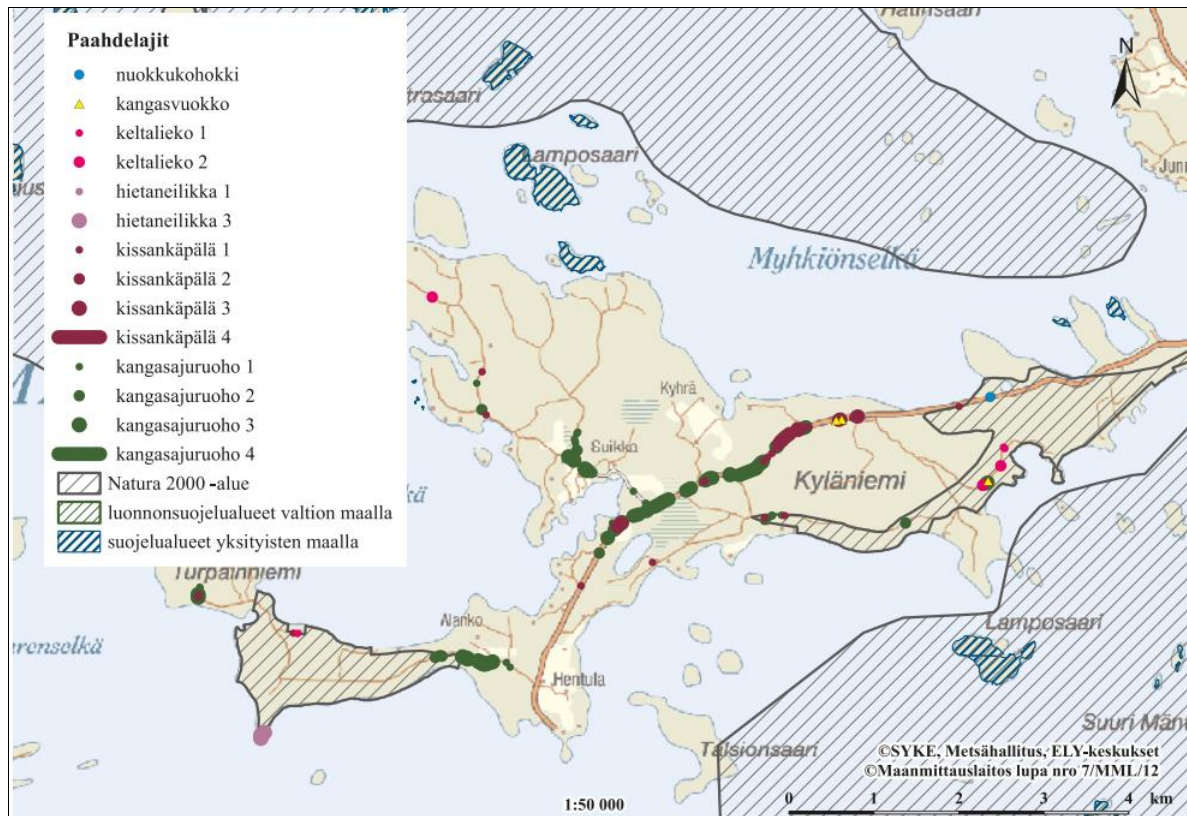 Paahdelajit
nuokkukohokki
kangasvuokko
keltalieko 1
keltalieko 2
hietaneilikka 1
hietaneilikka 3
kissankäpälä 1
kissankäpälä 2
kissankäpälä 3
kissankäpälä 4
kangasajuruoho 1
kangasajuruoho 2
kangasajuruoho 3
kangasajuruoho 4
Natura 2000 -alue
luonnonsuojelualueet valtion maalla
suojelualueet yksityisten maalla
N
Lamposaari
Myhkiönselkä
Kyhrä
Suikko
Kyläniemi
Turpainniemi
Alanko
Hentula
Lamposaari
Talsionsaari
Suuri Mänt
©SYKE, Metsähallitus, ELY-keskukset
©Maanmittauslaitos lupa nro 7/MML/12
1:50 000
0 1 2 3 4 km